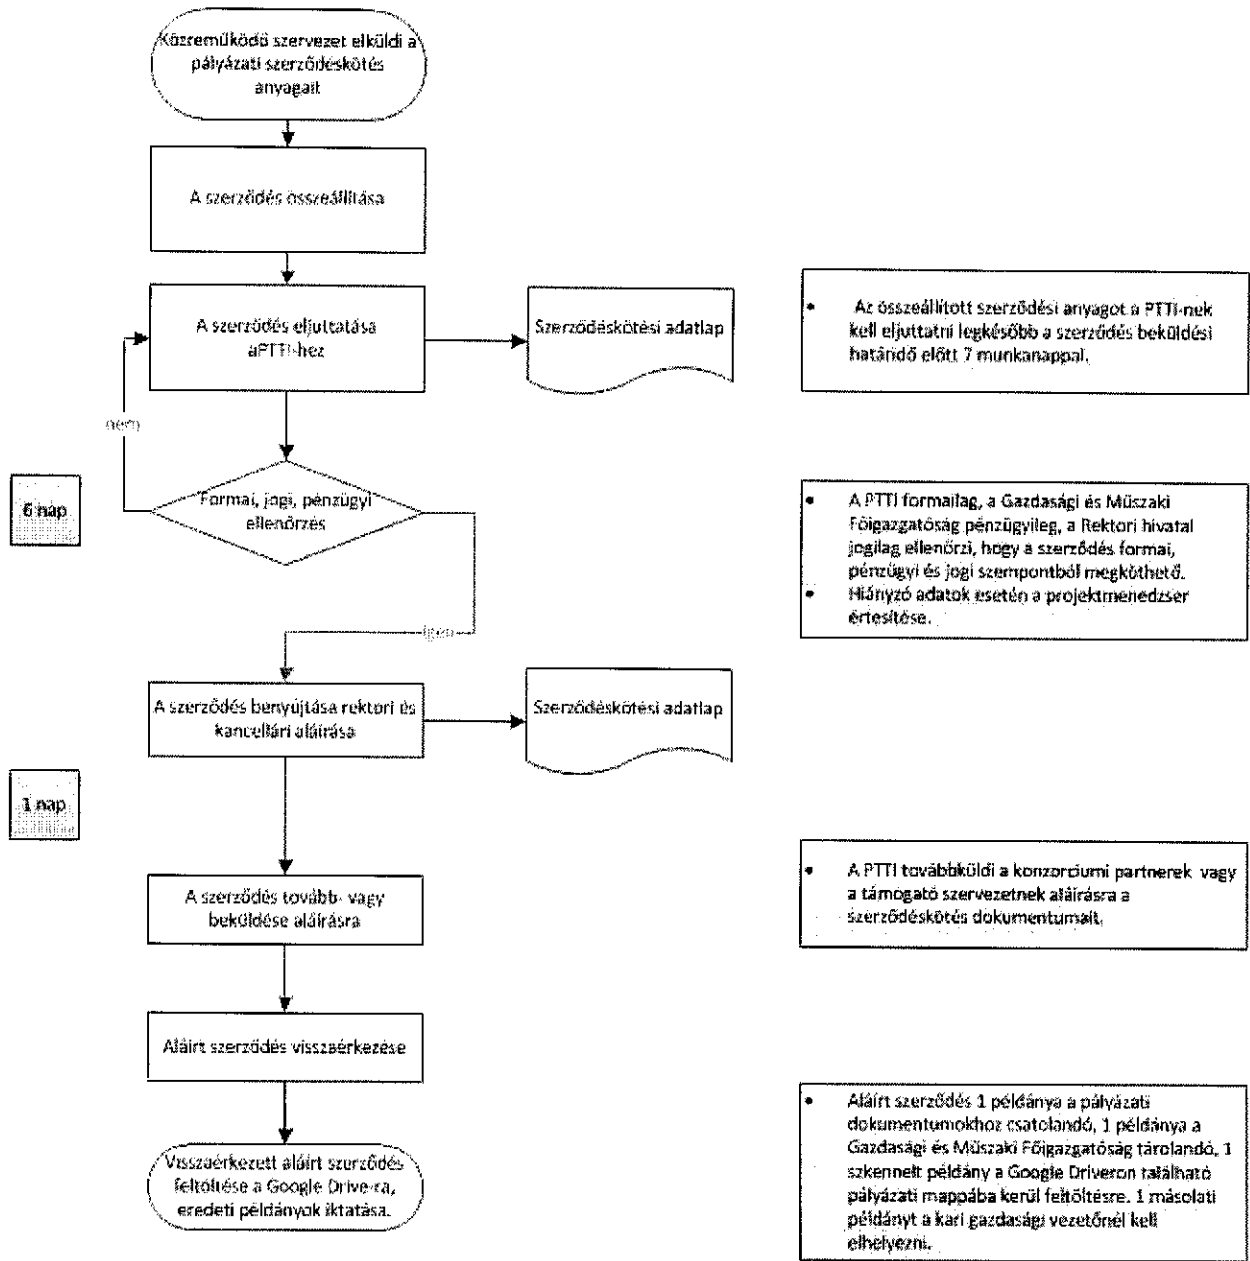 Közreműködő szervezet elküldi a
pályázati szerződéskötés
anyagait
A szerződés összeállítása
A szerződés eljuttatása
aPTTI-hez
Szerződéskötési adatlap
• Az összeállított szerződési anyagot a PTTI-nek
kell eljuttatni legkésőbb a szerződés beküldési
határidő előtt 7 munkanappal.
nem
6 nap
Formai, jogi, pénzügyi
ellenőrzés
• A PTTI formailag, a Gazdasági és Műszaki
Főigazgatóság pénzügyileg, a Rektori hivatal
jogilag ellenőrzi, hogy a szerződés formai,
pénzügyi és jogi szempontból megköthető.
• Hiányzó adatok esetén a projektmenedzser
értesítése.
igen
A szerződés benyújtása rektori és
kancellári aláírása
Szerződéskötési adatlap
1 nap
A szerződés tovább- vagy
beküldése aláírásra
• A PTTI továbbküldi a konzorciumi partnerek vagy
a támogató szervezetnek aláírásra a
szerződéskötés dokumentumait.
Aláírt szerződés visszaérkezése
Visszaérkezett aláírt szerződés
feltöltése a Google Drive-ra,
eredeti példányok iktatása.
• Aláírt szerződés 1 példánya a pályázati
dokumentumokhoz csatolandó, 1 példánya a
Gazdasági és Műszaki Főigazgatóság tárolandó, 1
szkennelt példány a Google Driveron található
pályázati mappába kerül feltöltésre. 1 másolati
példányt a kari gazdasági vezetőnél kell
elhelyezni.